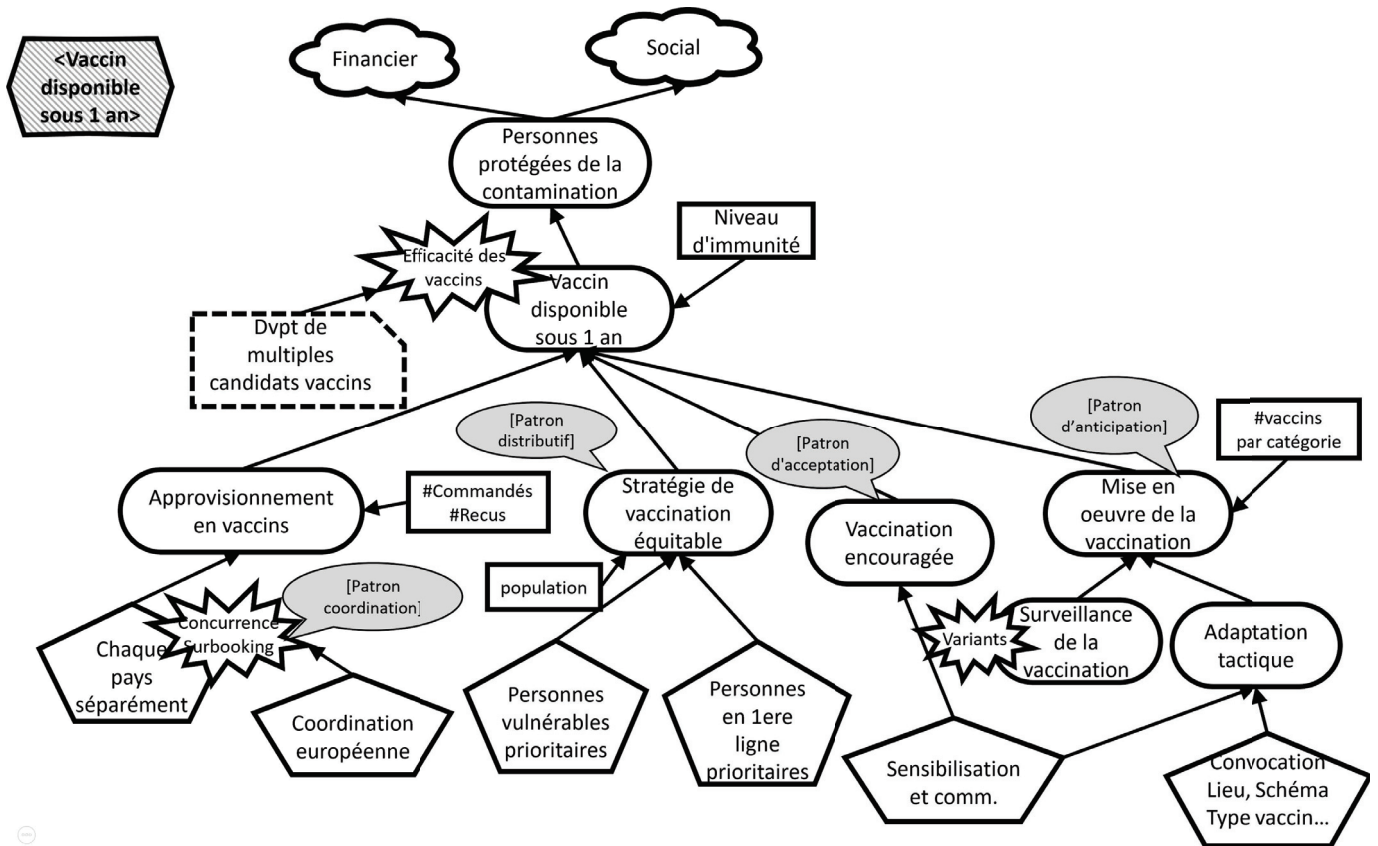 <Vaccin
disponible
sous 1 an>
Financier
Social
Personnes
protégées de la
contamination
Niveau
d'immunité
Efficacité des
vaccins
Vaccin
disponible
sous 1 an
Dvpt de
multiples
candidats vaccins
[Patron
distributif]
[Patron
d'acceptation]
[Patron
d’anticipation]
#vaccins
par catégorie
Approvisionnement
en vaccins
#Commandés
#Recus
Stratégie de
vaccination
équitable
Vaccination
encouragée
Mise en
oeuvre de la
vaccination
[Patron
coordination]
population
Concurrence
Surbooking
Chaque
pays
séparément
Coordination
européenne
Personnes
vulnérables
prioritaires
Personnes
en 1ere
ligne
prioritaires
Variants
Surveillance
de la
vaccination
Adaptation
tactique
Sensibilisation
et comm.
Convocation
Lieu, Schéma
Type vaccin...